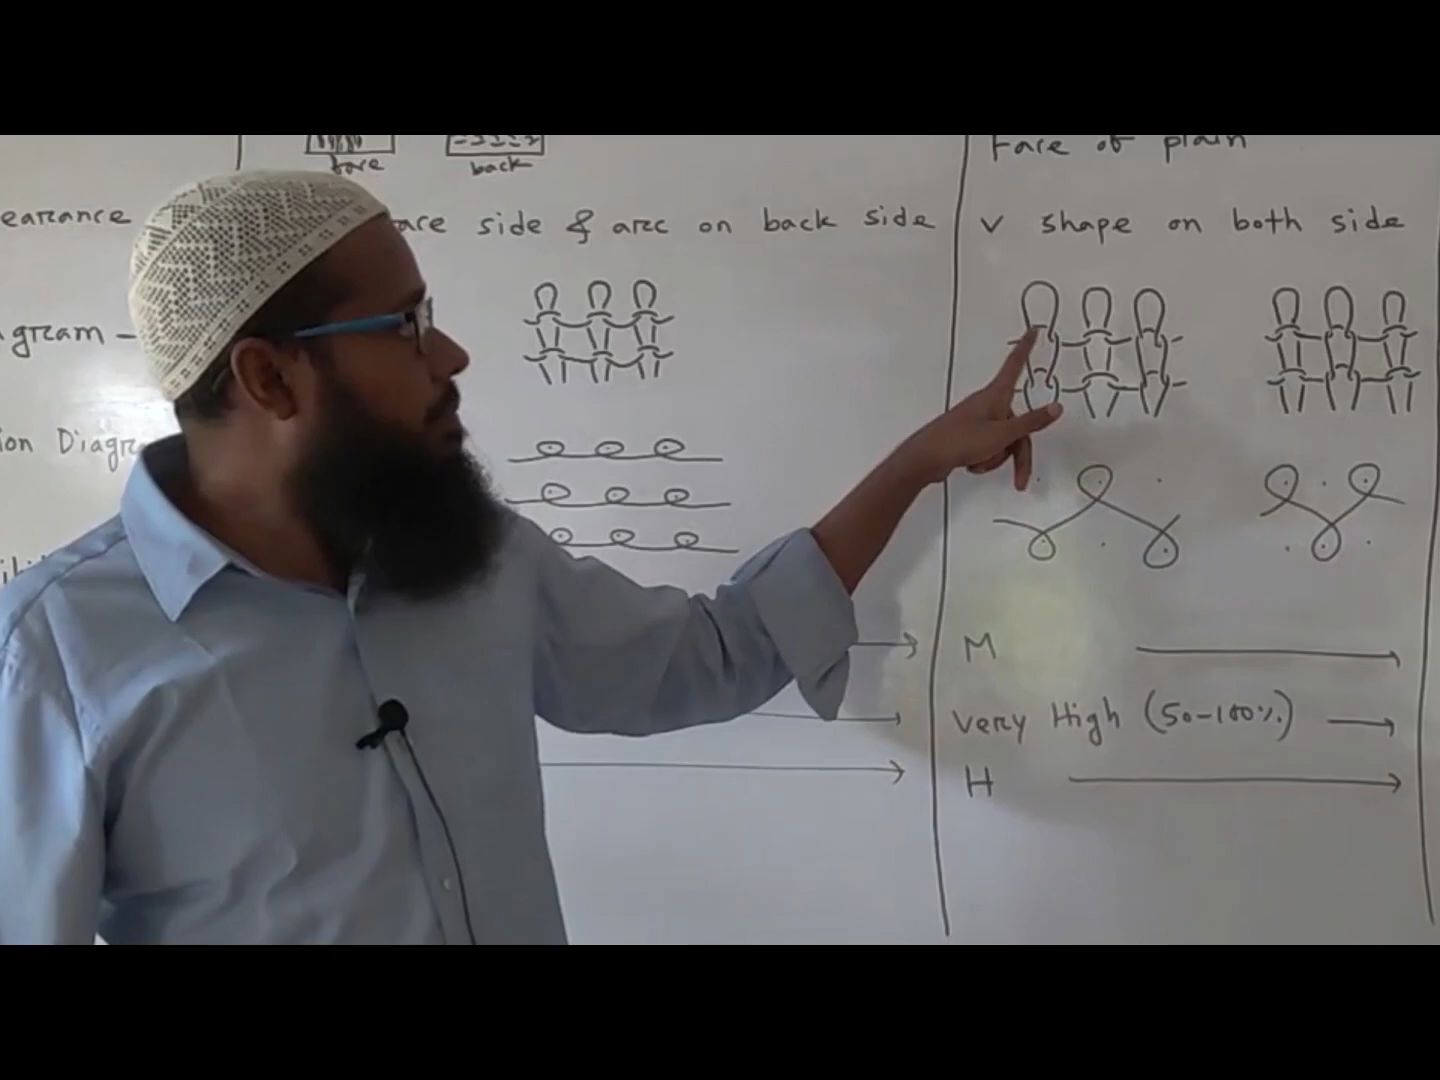 face back
Face of plain
earance
side & arc on back side
V shape on both side
gram -
ion Diagr
M
Very High (50-100%)
H